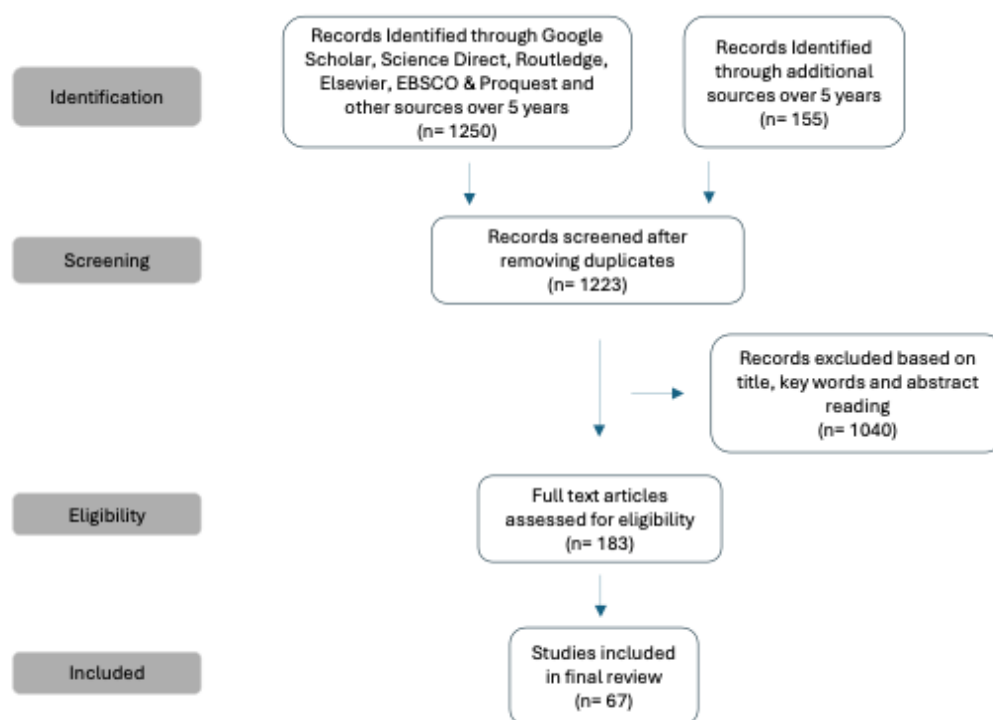 Identification
Records Identified through Google
Scholar, Science Direct, Routledge,
Elsevier, EBSCO & Proquest and
other sources over 5 years
(n= 1250)
Records Identified
through additional
sources over 5 years
(n= 155)
Screening
Records screened after
removing duplicates
(n= 1223)
Records excluded based on
title, key words and abstract
reading
(n= 1040)
Eligibility
Full text articles
assessed for eligibility
(n= 183)
Included
Studies included
in final review
(n= 67)